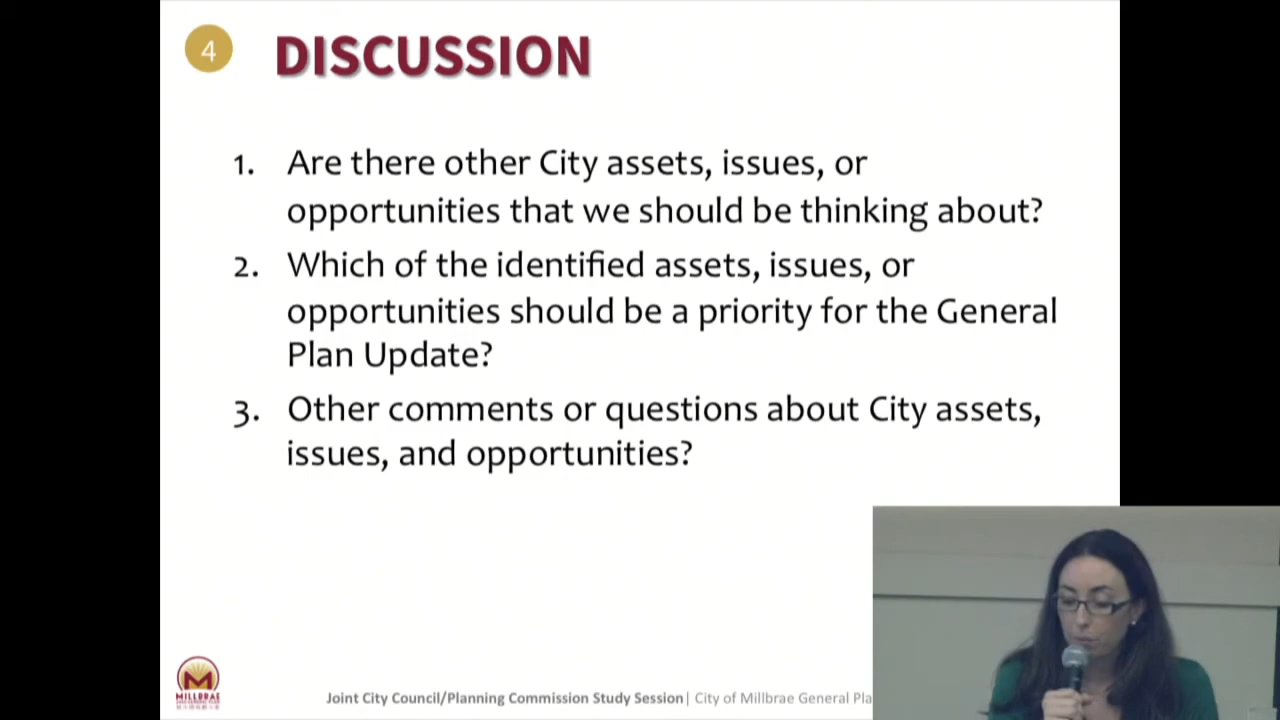 4 DISCUSSION
1. Are there other City assets, issues, or
opportunities that we should be thinking about?
2. Which of the identified assets, issues, or
opportunities should be a priority for the General
Plan Update?
3. Other comments or questions about City assets,
issues, and opportunities?
M
MILLBRAE
Joint City Council/Planning Commission Study Session| City of Millbrae General Pla